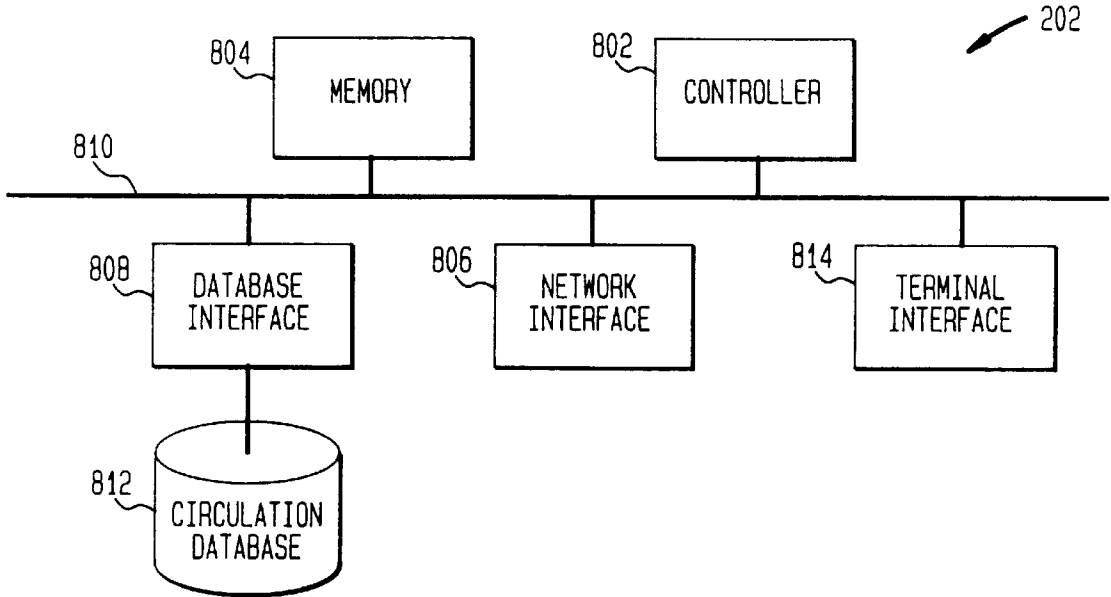 202
804
MEMORY
802
CONTROLLER
810
808
DATABASE
INTERFACE
806
NETWORK
INTERFACE
814
TERMINAL
INTERFACE
812
CIRCULATION
DATABASE